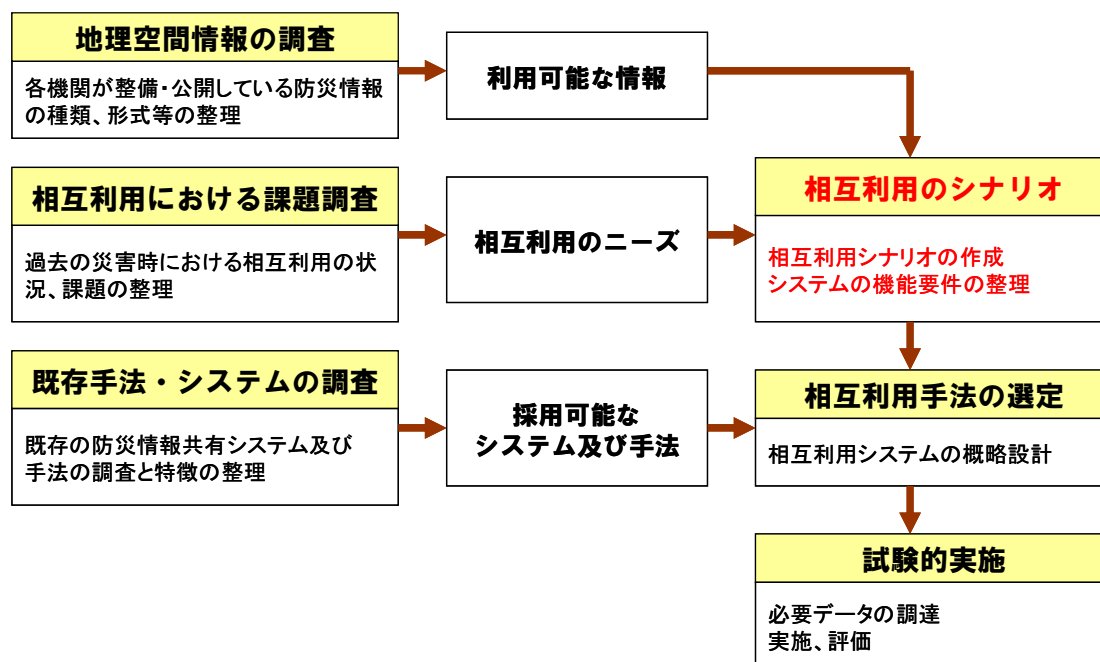 地理空間情報の調査
各機関が整備・公開している防災情報
の種類、形式等の整理
利用可能な情報
相互利用における課題調査
過去の災害時における相互利用の状
況、課題の整理
相互利用のニーズ
相互利用のシナリオ
相互利用シナリオの作成
システムの機能要件の整理
既存手法・システムの調査
既存の防災情報共有システム及び
手法の調査と特徴の整理
採用可能な
システム及び手法
相互利用手法の選定
相互利用システムの概略設計
試験的実施
必要データの調達
実施、評価